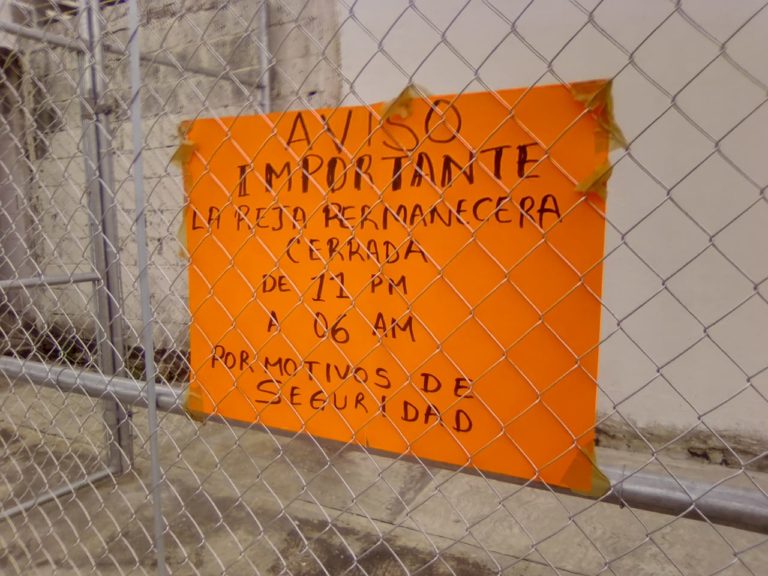 AVISO
IMPORTANTE
LA REJA PERMANECERA
CERRADA
DE 11 PM
A 06 AM
POR MOTIVOS DE
SEGURIDAD